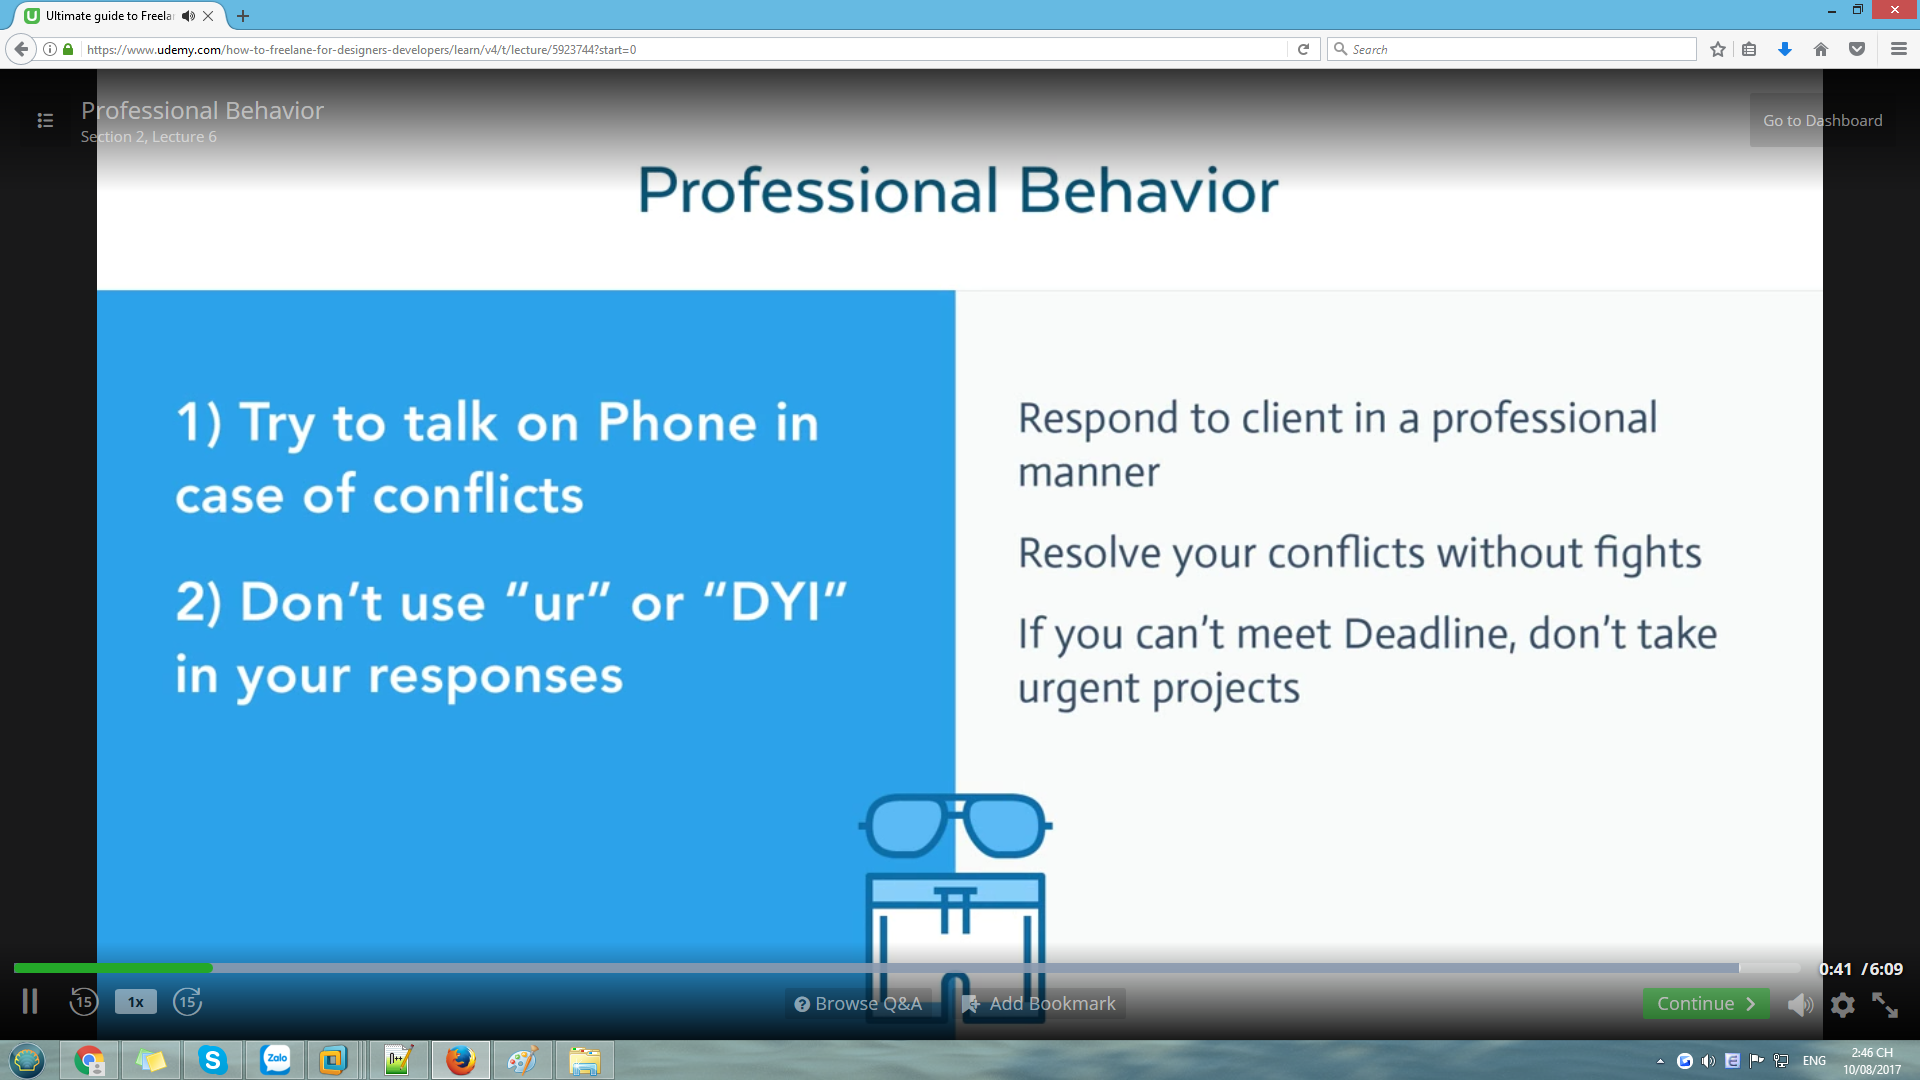 Ultimate guide to Freela
https://www.udemy.com/how-to-freelane-for-designers-developers/learn/v4/t/lecture/5923744?start=0
Search
Professional Behavior
Section 2, Lecture 6
Go to Dashboard
Professional Behavior
1) Try to talk on Phone in
case of conflicts
2) Don't use “ur” or “DYI”
in your responses
Respond to client in a professional
manner
Resolve your conflicts without fights
If you can't meet Deadline, don't take
urgent projects
0:41 / 6:09
15
1x
15
Browse Q&A
Add Bookmark
Continue
Zalo
ENG
2:46 CH
10/08/2017